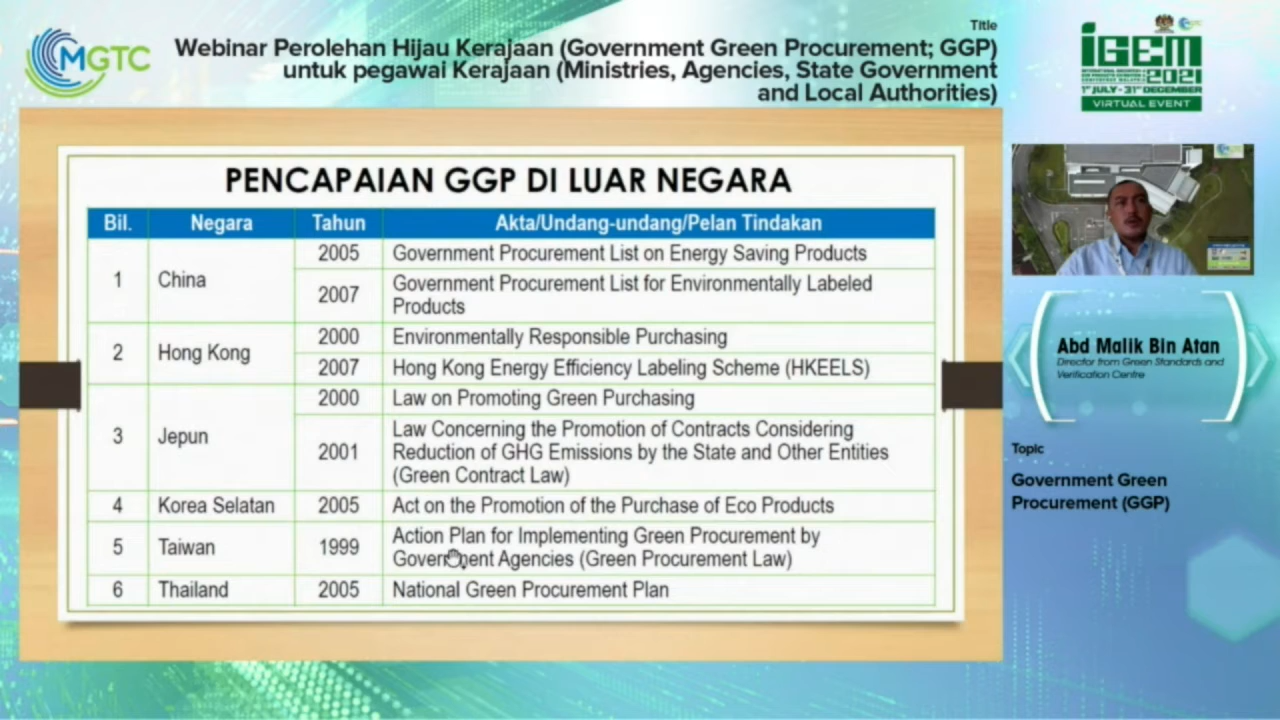 MGTC
Title
Webinar Perolehan Hijau Kerajaan (Government Green Procurement; GGP)
untuk pegawai Kerajaan (Ministries, Agencies, State Government
and Local Authorities)
iGEM
2021
1ST JULY - 31ST DECEMBER
VIRTUAL EVENT
PENCAPAIAN GGP DI LUAR NEGARA
Bil. Negara Tahun Akta/Undang-undang/Pelan Tindakan
1 China 2005 Government Procurement List on Energy Saving Products
2007 Government Procurement List for Environmentally Labeled
Products
2 Hong Kong 2000 Environmentally Responsible Purchasing
2007 Hong Kong Energy Efficiency Labeling Scheme (HKEELS)
3 Jepun 2000 Law on Promoting Green Purchasing
2001 Law Concerning the Promotion of Contracts Considering
Reduction of GHG Emissions by the State and Other Entities
(Green Contract Law)
4 Korea Selatan 2005 Act on the Promotion of the Purchase of Eco Products
5 Taiwan 1999 Action Plan for Implementing Green Procurement by
Government Agencies (Green Procurement Law)
6 Thailand 2005 National Green Procurement Plan
Abd Malik Bin Atan
Director from Green Standards and
Verification Centre
Topic
Government Green
Procurement (GGP)